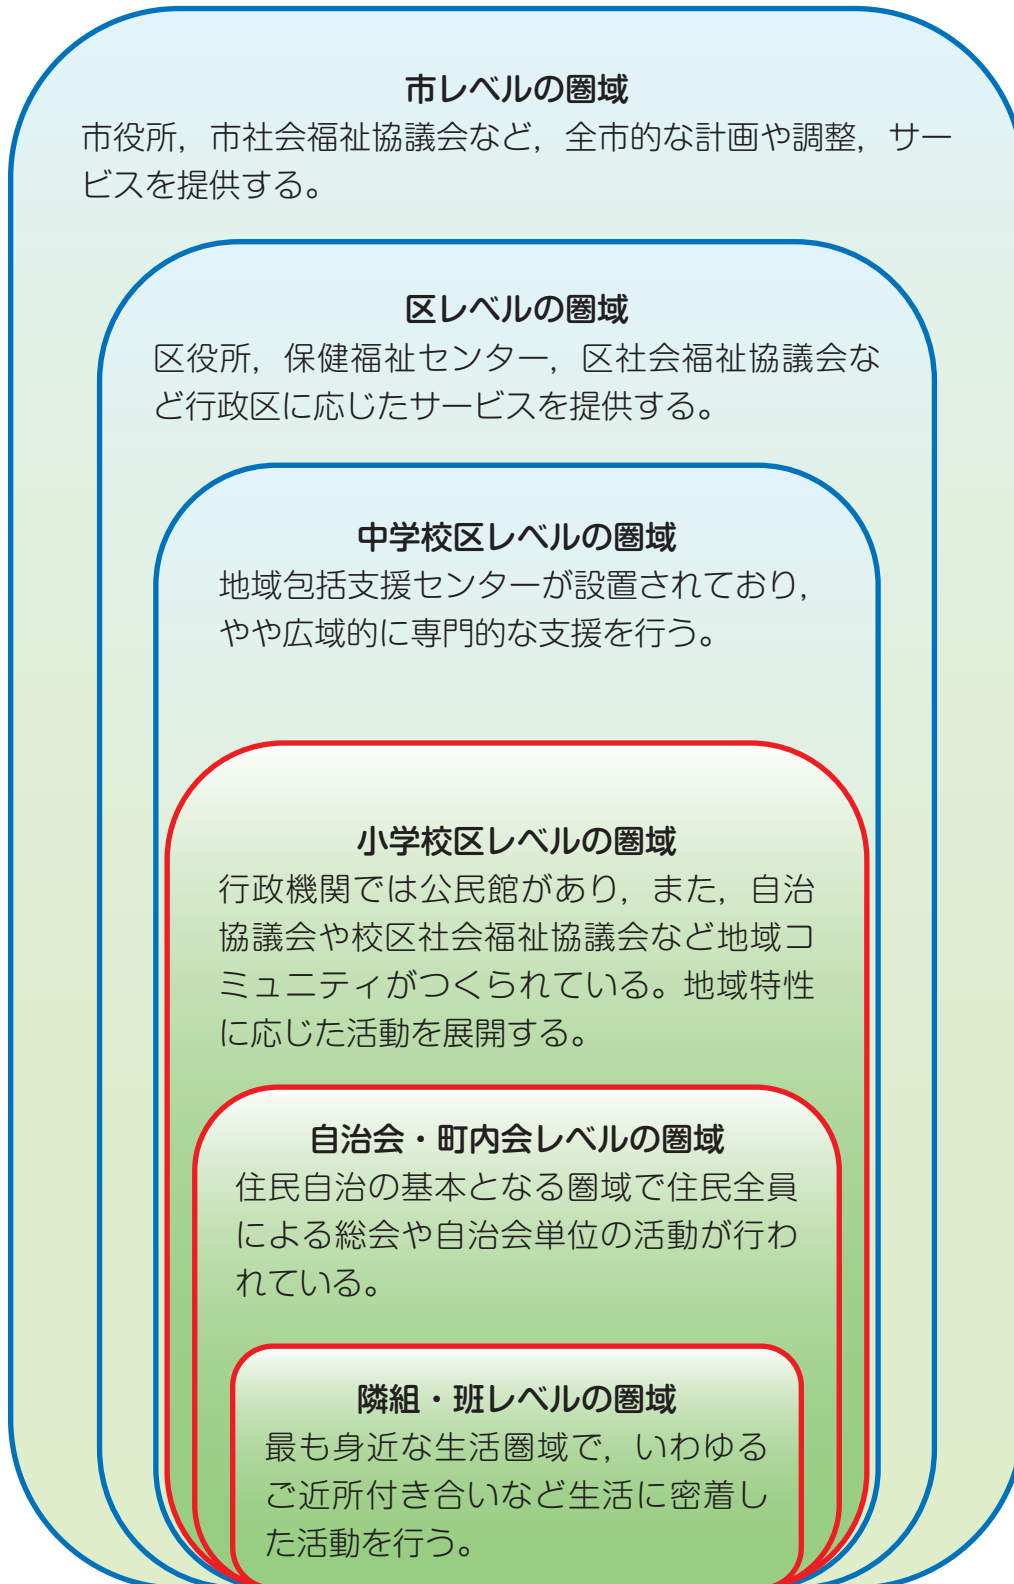 市レベルの圏域
市役所，市社会福祉協議会など，全市的な計画や調整，サー
ビスを提供する。
区レベルの圏域
区役所，保健福祉センター，区社会福祉協議会な
ど行政区に応じたサービスを提供する。
中学校区レベルの圏域
地域包括支援センターが設置されており，
やや広域的に専門的な支援を行う。
小学校区レベルの圏域
行政機関では公民館があり，また，自治
協議会や校区社会福祉協議会など地域コ
ミュニティがつくられている。地域特性
に応じた活動を展開する。
自治会・町内会レベルの圏域
住民自治の基本となる圏域で住民全員
による総会や自治会単位の活動が行わ
れている。
隣組・班レベルの圏域
最も身近な生活圏域で，いわゆる
ご近所付き合いなど生活に密着し
た活動を行う。